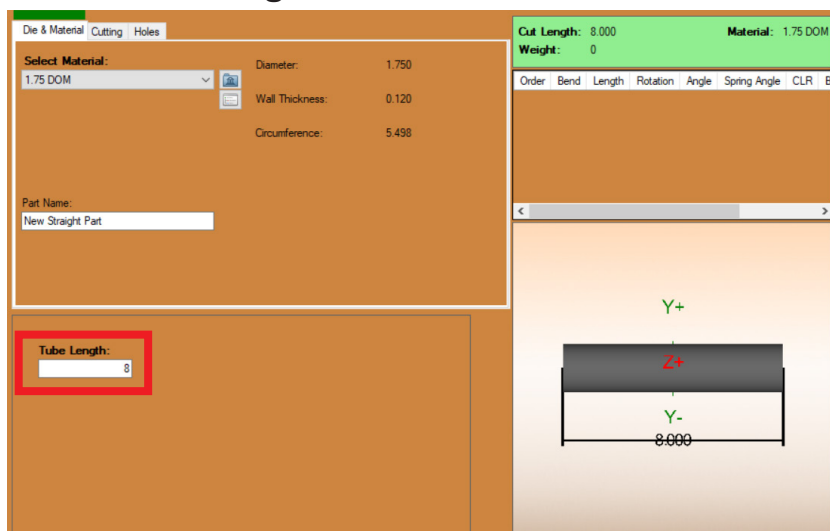 Die & Material Cutting Holes
Select Material:
1.75 DOM
Diameter: 1.750
Wall Thickness: 0.120
Circumference: 5.498
Part Name:
New Straight Part
Tube Length:
8
Cut Length: 8.000 Material: 1.75 DOM
Weight: 0
Order Bend Length Rotation Angle Spring Angle CLR
Y+
Z+
Y-
8.000